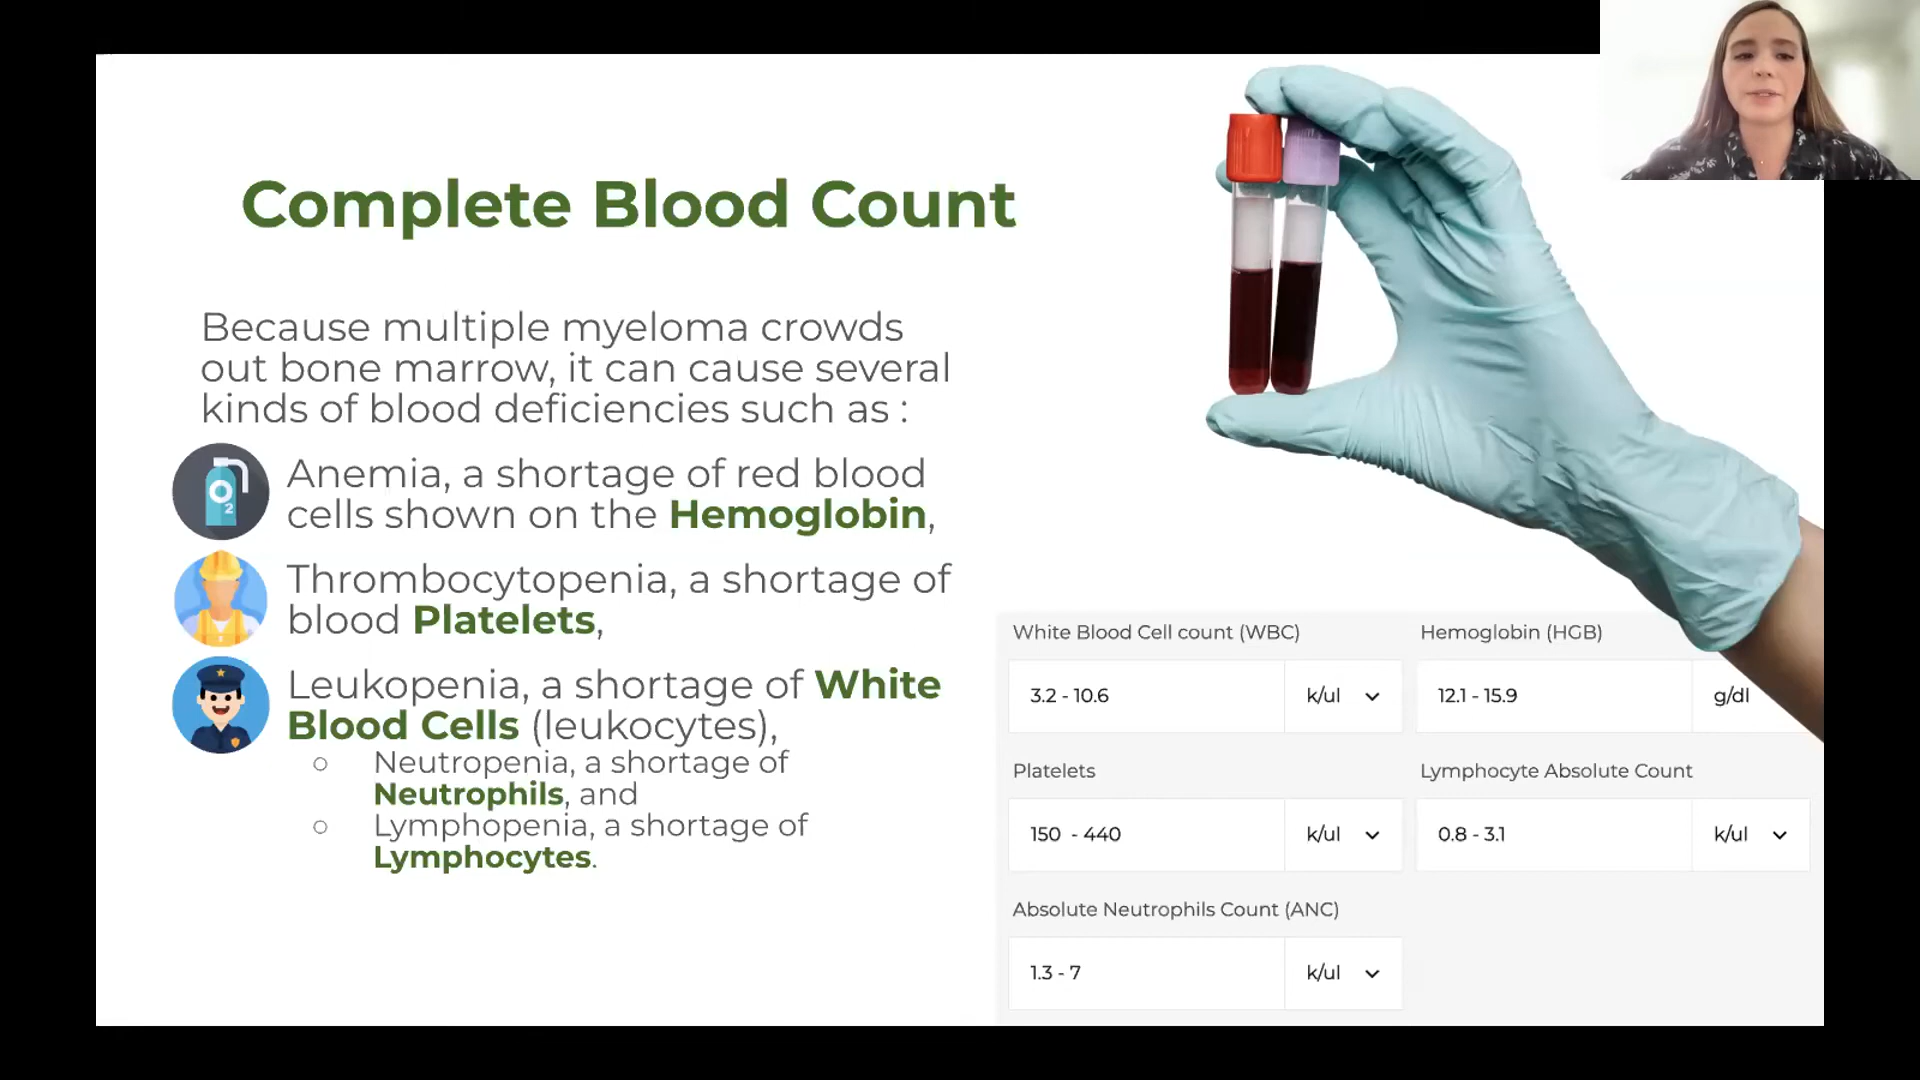 Complete Blood Count
Because multiple myeloma crowds
out bone marrow, it can cause several
kinds of blood deficiencies such as :
O
2
Anemia, a shortage of red blood
cells shown on the Hemoglobin,
Thrombocytopenia, a shortage of
blood Platelets,
Leukopenia, a shortage of White
Blood Cells (leukocytes),
○ Neutropenia, a shortage of
Neutrophils, and
○ Lymphopenia, a shortage of
Lymphocytes.
White Blood Cell count (WBC)
3.2 - 10.6 k/ul
Hemoglobin (HGB)
12.1 - 15.9 g/dl
Platelets
150 - 440 k/ul
Lymphocyte Absolute Count
0.8 - 3.1 k/ul
Absolute Neutrophils Count (ANC)
1.3 - 7 k/ul